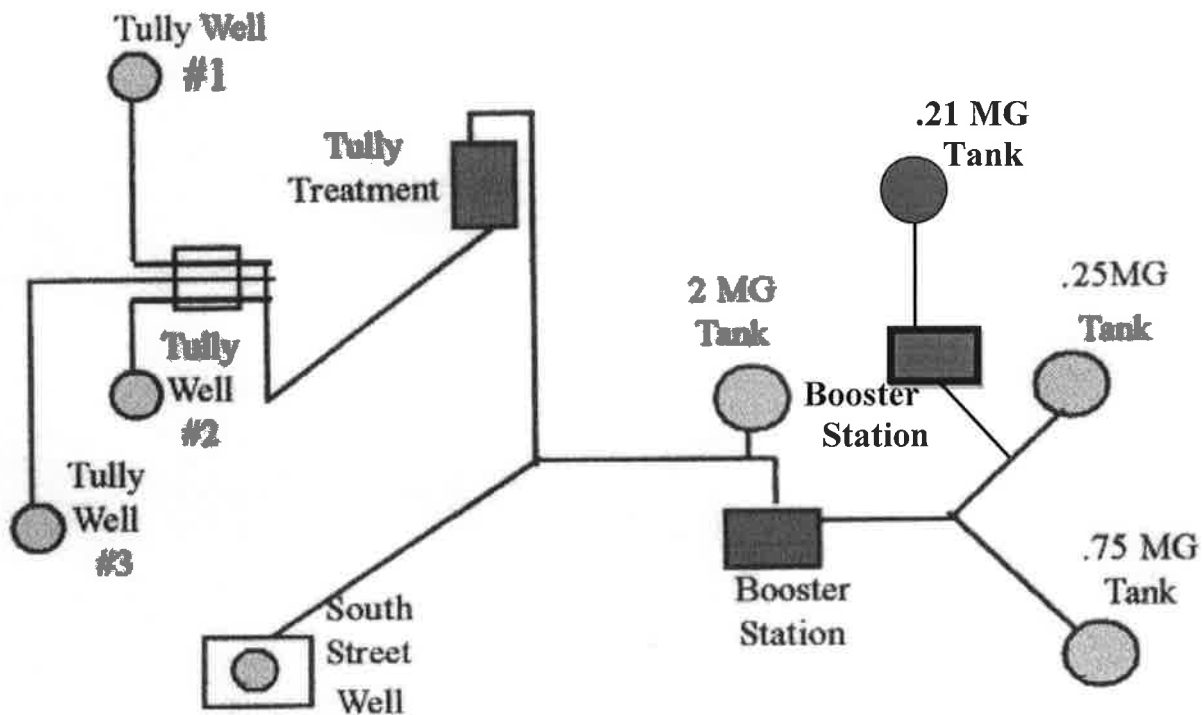 Tully Well
#1
Tully
Treatment
Tully
Well
#2
Tully
Well
#3
South
Street
Well
2 MG
Tank
.21 MG
Tank
Booster
Station
.25MG
Tank
Booster
Station
.75 MG
Tank